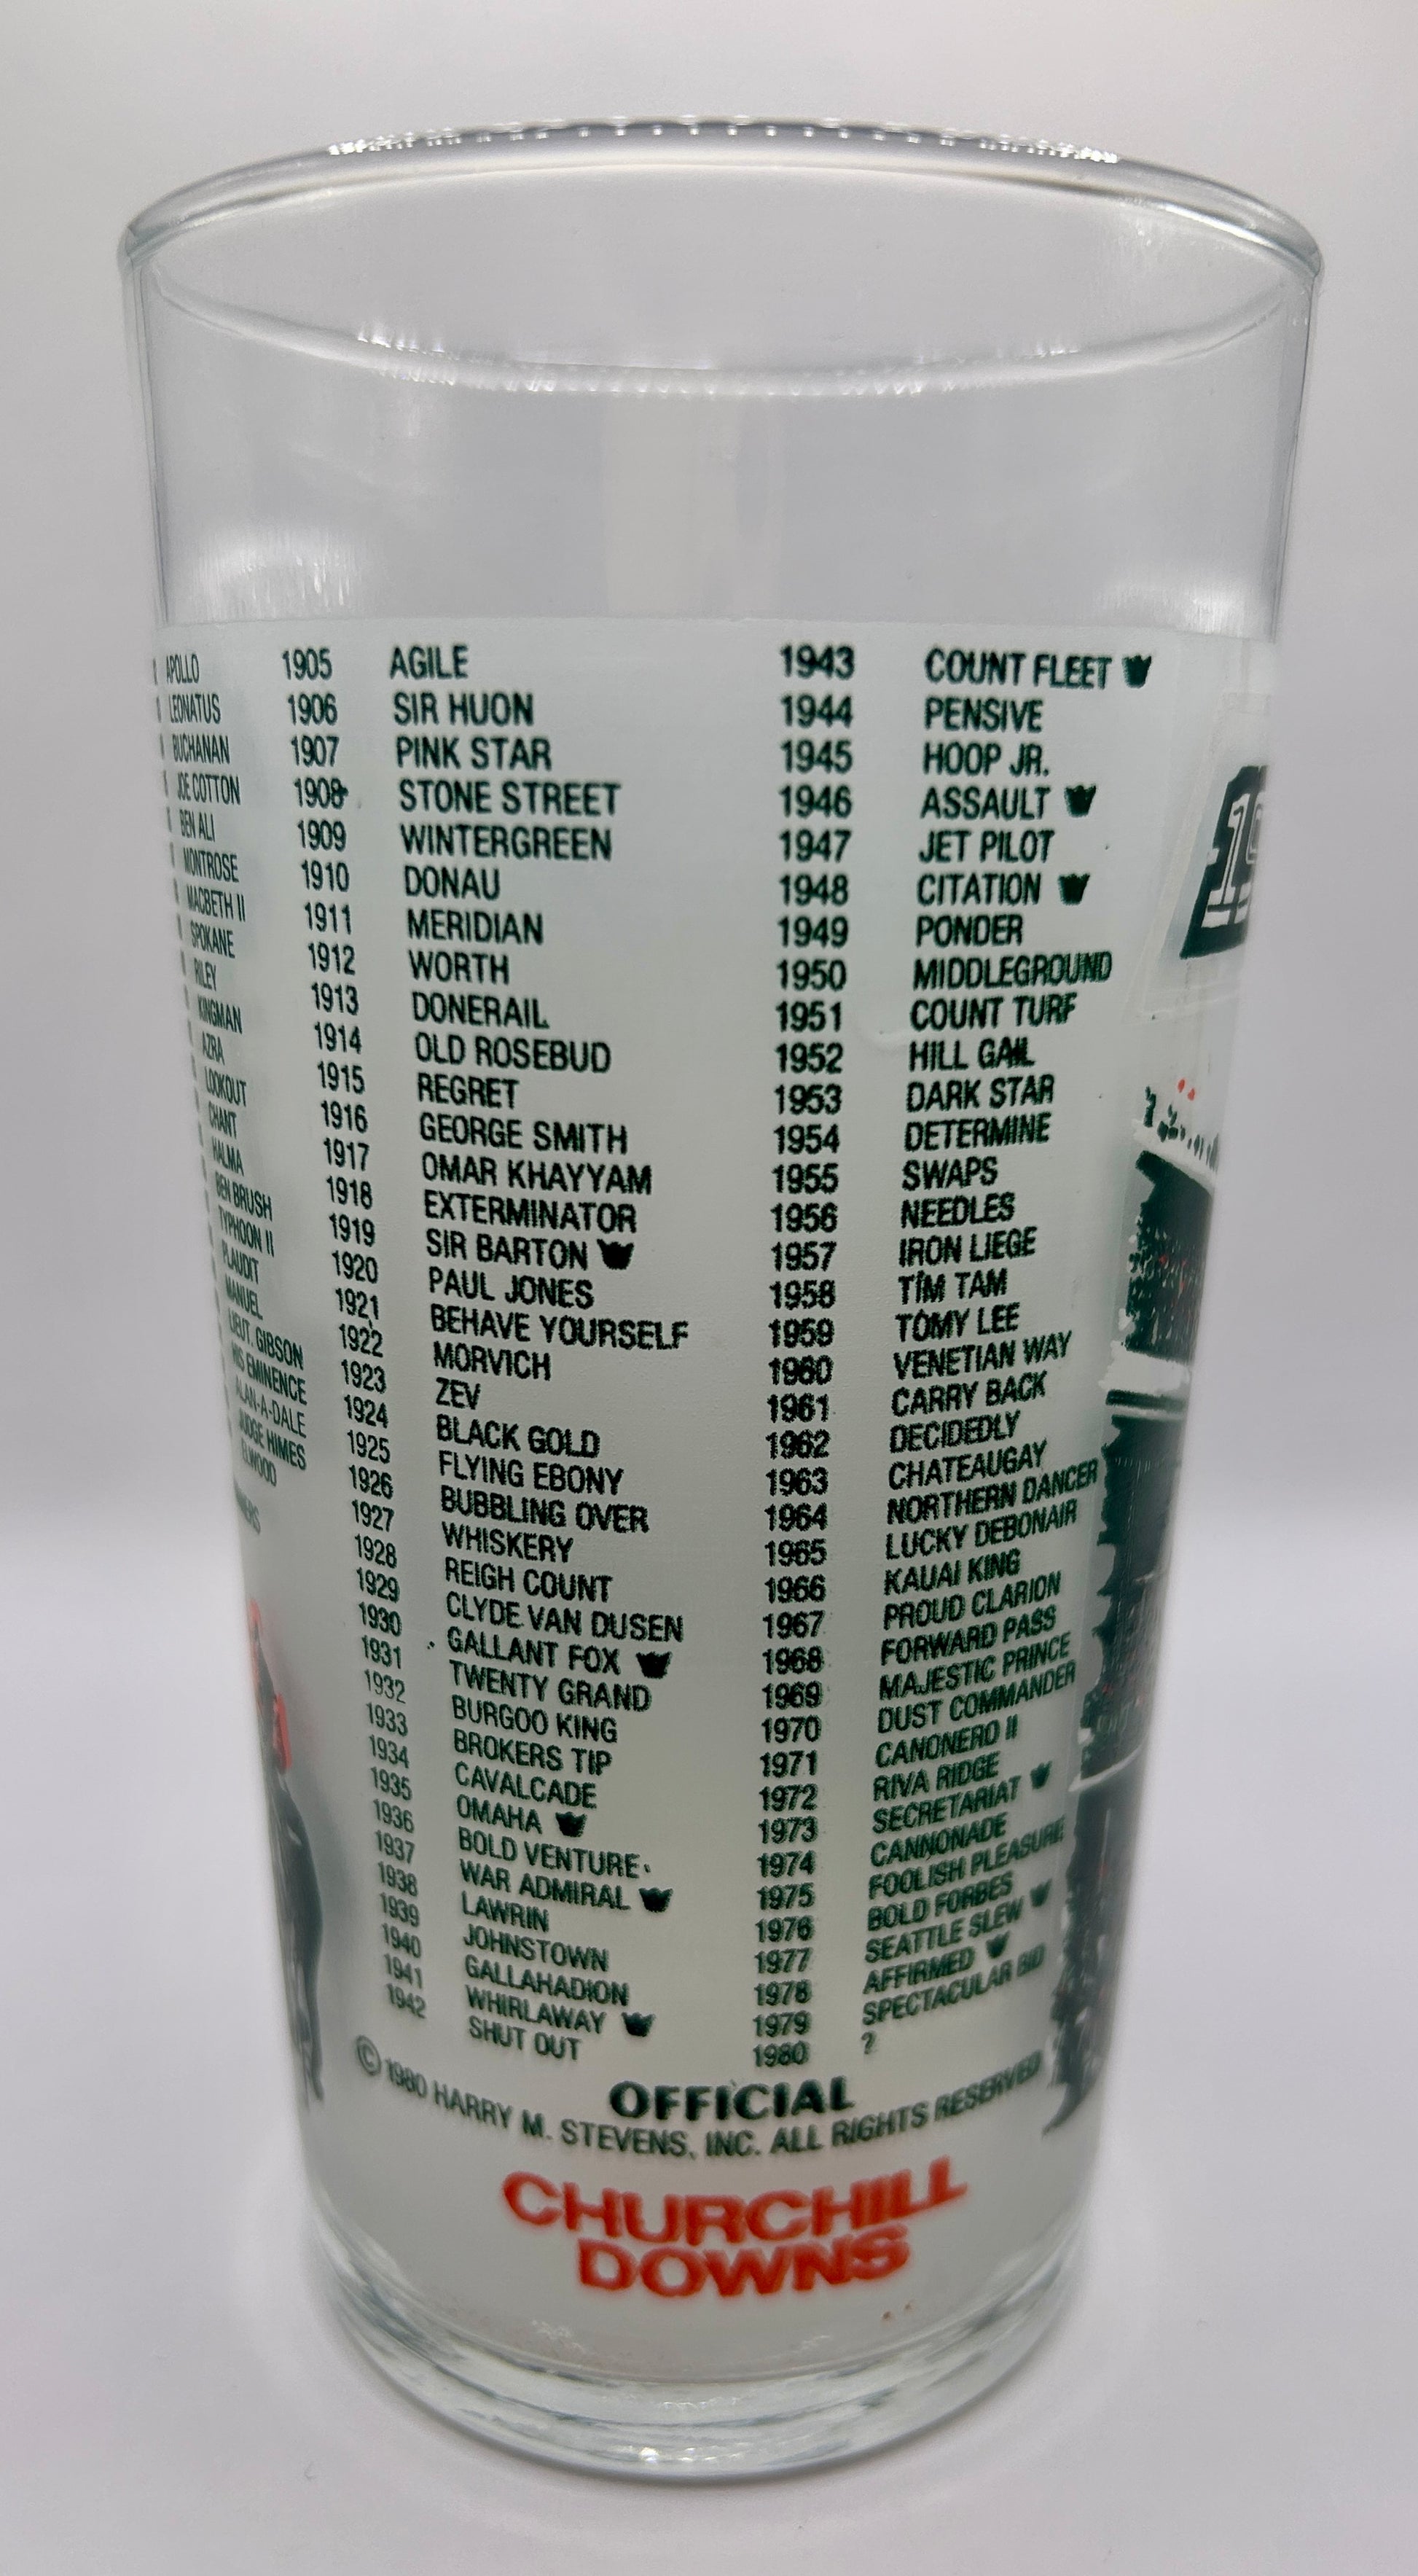 APOLLO
LEONATUS
BUCHANAN
JOE COTTON
BEN ALI
MONTROSE
MACBETH II
SPOKANE
RILEY
KINGMAN
AZRA
LOOKOUT
CHANT
HALMA
BEN BRUSH
TYPHOON II
PLAUDIT
MANUEL
LIEUT. GIBSON
HIS EMINENCE
ALAN-A-DALE
JUDGE HIMES
ELWOOD
1905 AGILE
1906 SIR HUON
1907 PINK STAR
1908 STONE STREET
1909 WINTERGREEN
1910 DONAU
1911 MERIDIAN
1912 WORTH
1913 DONERAIL
1914 OLD ROSEBUD
1915 REGRET
1916 GEORGE SMITH
1917 OMAR KHAYYAM
1918 EXTERMINATOR
1919 SIR BARTON
1920 PAUL JONES
1921 BEHAVE YOURSELF
1922 MORVICH
1923 ZEV
1924 BLACK GOLD
1925 FLYING EBONY
1926 BUBBLING OVER
1927 WHISKERY
1928 REIGH COUNT
1929 CLYDE VAN DUSEN
1930 GALLANT FOX
1931 TWENTY GRAND
1932 BURGOO KING
1933 BROKERS TIP
1934 CAVALCADE
1935 OMAHA
1936 BOLD VENTURE
1937 WAR ADMIRAL
1938 LAWRIN
1939 JOHNSTOWN
1940 GALLAHADION
1941 WHIRLAWAY
1942 SHUT OUT
1943 COUNT FLEET
1944 PENSIVE
1945 HOOP JR.
1946 ASSAULT
1947 JET PILOT
1948 CITATION
1949 PONDER
1950 MIDDLEGROUND
1951 COUNT TURF
1952 HILL GAIL
1953 DARK STAR
1954 DETERMINE
1955 SWAPS
1956 NEEDLES
1957 IRON LIEGE
1958 TIM TAM
1959 TOMY LEE
1960 VENETIAN WAY
1961 CARRY BACK
1962 DECIDEDLY
1963 CHATEAUGAY
1964 NORTHERN DANCER
1965 LUCKY DEBONAIR
1966 KAUAI KING
1967 PROUD CLARION
1968 FORWARD PASS
1969 MAJESTIC PRINCE
1970 DUST COMMANDER
1971 CANONERO II
1972 RIVA RIDGE
1973 SECRETARIAT
1974 CANNONADE
1975 FOOLISH PLEASURE
1976 BOLD FORBES
1977 SEATTLE SLEW
1978 AFFIRMED
1979 SPECTACULAR BID
1980 ?
OFFICIAL
© 1980 HARRY M. STEVENS, INC. ALL RIGHTS RESERVED
CHURCHILL
DOWNS